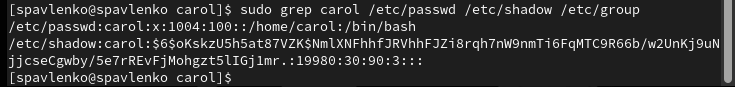 [spavlenko@spavlenko carol]$ sudo grep carol /etc/passwd /etc/shadow /etc/group
/etc/passwd:carol:x:1004:100::/home/carol:/bin/bash
/etc/shadow:carol:$6$oKskzU5h5at87VZK$NmlXNFhhfJRVhhFJZi8rqh7nW9nmTi6FqMTC9R66b/w2UnKj9uN
jjcseCgwby/5e7rREvFjMohgzt5lIGj1mr.:19980:30:90:3:::
[spavlenko@spavlenko carol]$